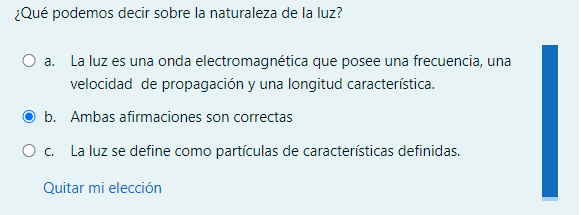 ¿Qué podemos decir sobre la naturaleza de la luz?
a. La luz es una onda electromagnética que posee una frecuencia, una
velocidad de propagación y una longitud característica.
b. Ambas afirmaciones son correctas
c. La luz se define como partículas de características definidas.
Quitar mi elección